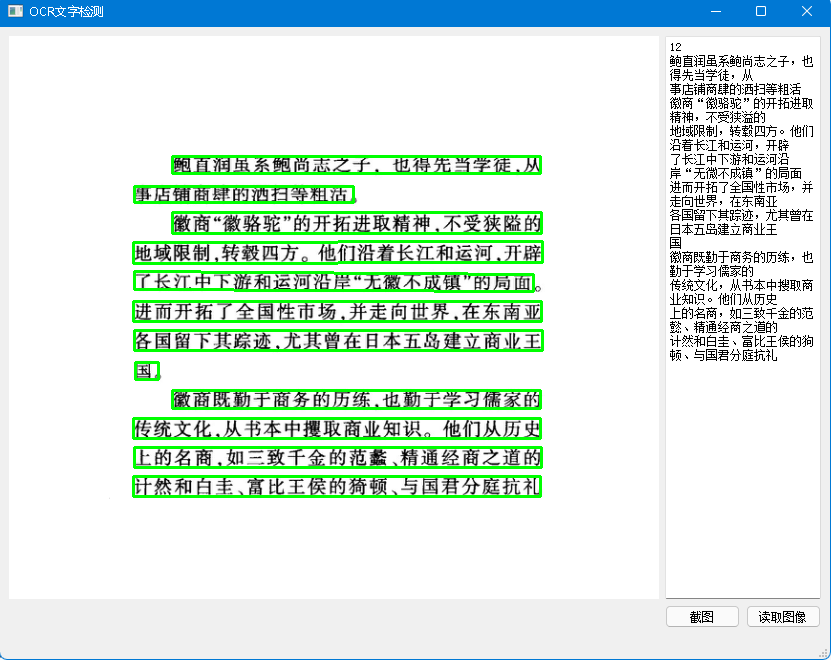 OCR文字检测
鲍直润虽系鲍尚志之子，也得先当学徒,从
事店铺商肆的洒扫等粗活。
徽商“徽骆驼”的开拓进取精神,不受狭隘的
地域限制,转毂四方。他们沿着长江和运河,开辟
了长江中下游和运河沿岸“无徽不成镇”的局面。
进而开拓了全国性市场,并走向世界,在东南亚
各国留下其踪迹,尤其曾在日本五岛建立商业王
国。
徽商既勤于商务的历练,也勤于学习儒家的
传统文化,从书本中攫取商业知识。他们从历史
上的名商,如三致千金的范蠡、精通经商之道的
计然和白圭、富比王侯的猗顿、与国君分庭抗礼
12
鲍直润虽系鲍尚志之子，也
得先当学徒，从
事店铺商肆的洒扫等粗活
徽商“徽骆驼”的开拓进取
精神，不受狭溢的
地域限制，转毂四方。他们
沿着长江和运河，开辟
了长江中下游和运河沿
岸“无微不成镇”的局面
进而开拓了全国性市场，并
走向世界，在东南亚
各国留下其踪迹，尤其曾在
日本五岛建立商业王
国
徽商既勤于商务的历练，也
勤于学习儒家的
传统文化，从书本中搜取商
业知识。他们从历史
上的名商，如三致千金的范
懿、精通经商之道的
计然和白圭、富比王侯的狗
顿、与国君分庭抗礼
截图
读取图像